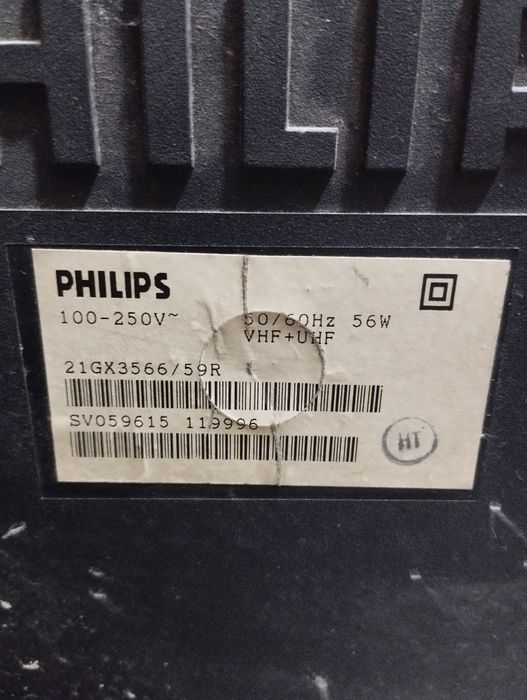 PHILIPS
100-250V~ 50/60Hz 56W
VHF+UHF
21GX3566/59R
SV059615 119996
HT